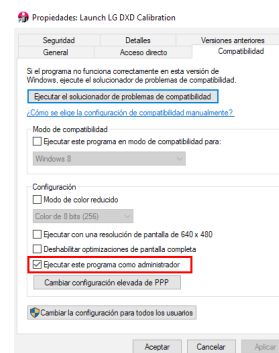 Propiedades: Launch LG DXD Calibration
Seguridad Detalles Versiones anteriores
General Acceso directo Compatibilidad
Si el programa no funciona correctamente en esta versión de
Windows, ejecute el solucionador de problemas de compatibilidad.
Ejecutar el solucionador de problemas de compatibilidad
¿Cómo se elige la configuración de compatibilidad manualmente?
Modo de compatibilidad
Ejecutar este programa en modo de compatibilidad para:
Windows 8
Configuración
Modo de color reducido
Color de 8 bits (256)
Ejecutar con una resolución de pantalla de 640 x 480
Deshabilitar optimizaciones de pantalla completa
Ejecutar este programa como administrador
Cambiar configuración elevada de PPP
Cambiar la configuración para todos los usuarios
Aceptar Cancelar Aplicar